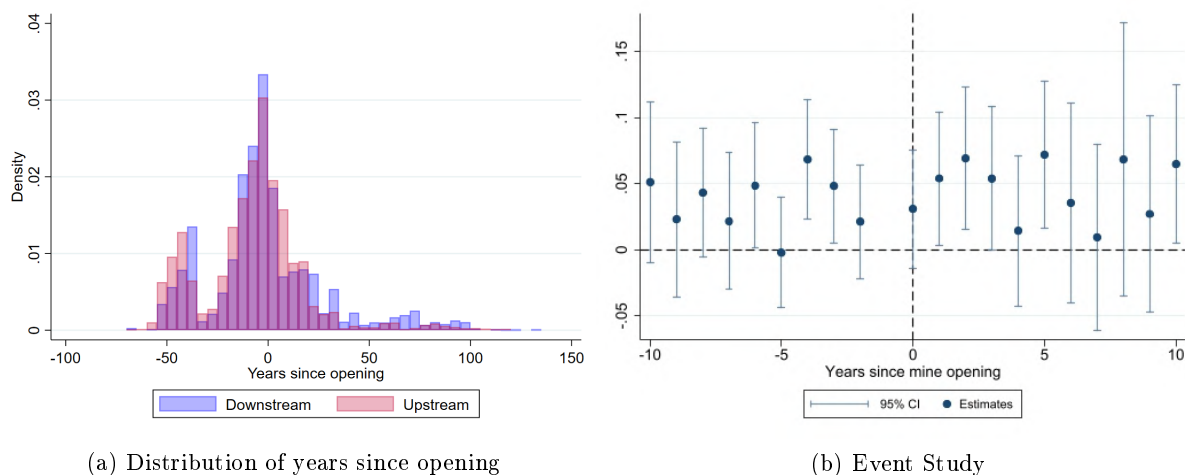 .04
.03
.02
.01
0
Density
-100
-50
0
50
100
150
Years since opening
Downstream
Upstream
(a) Distribution of years since opening
.15
.1
.05
0
-.05
-10
-5
0
5
10
Years since mine opening
95% CI
Estimates
(b) Event Study